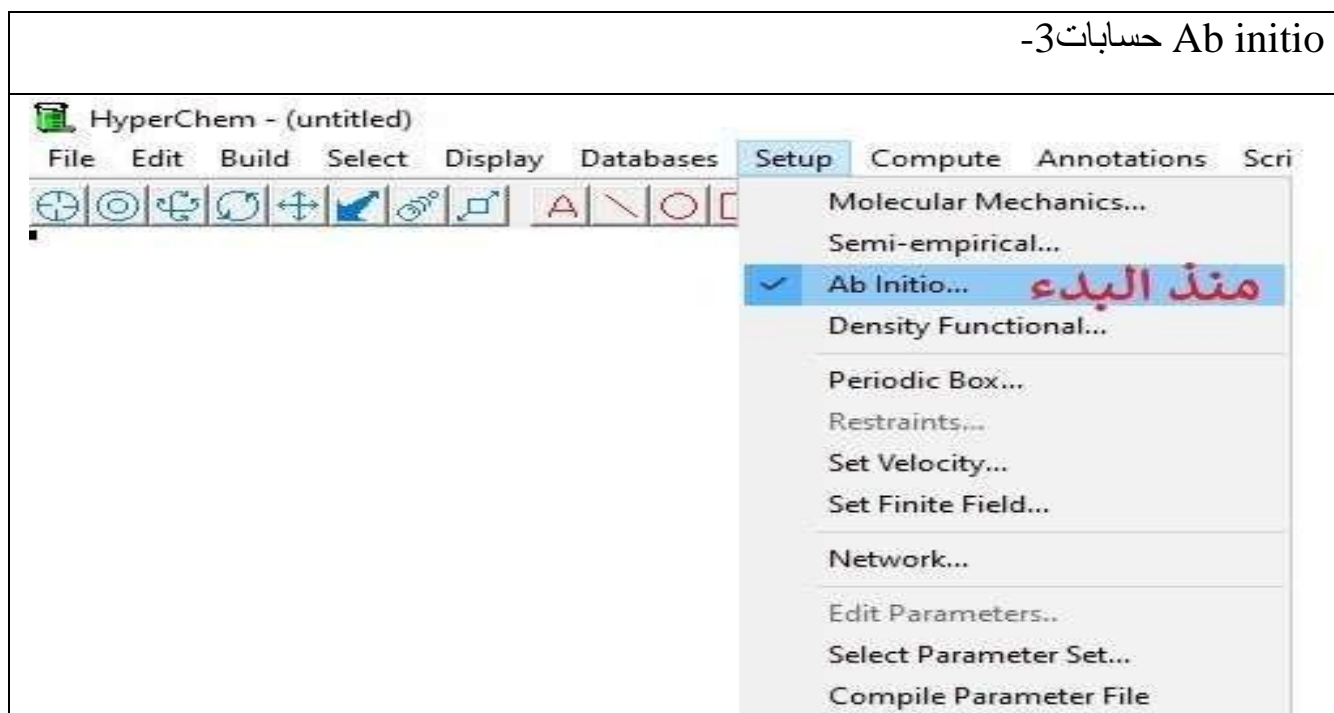 -3حسابات Ab initio
HyperChem - (untitled)
File Edit Build Select Display Databases Setup Compute Annotations Scri
Molecular Mechanics...
Semi-empirical...
Ab Initio... منذ البدء
Density Functional...
Periodic Box...
Restraints...
Set Velocity...
Set Finite Field...
Network...
Edit Parameters..
Select Parameter Set...
Compile Parameter File